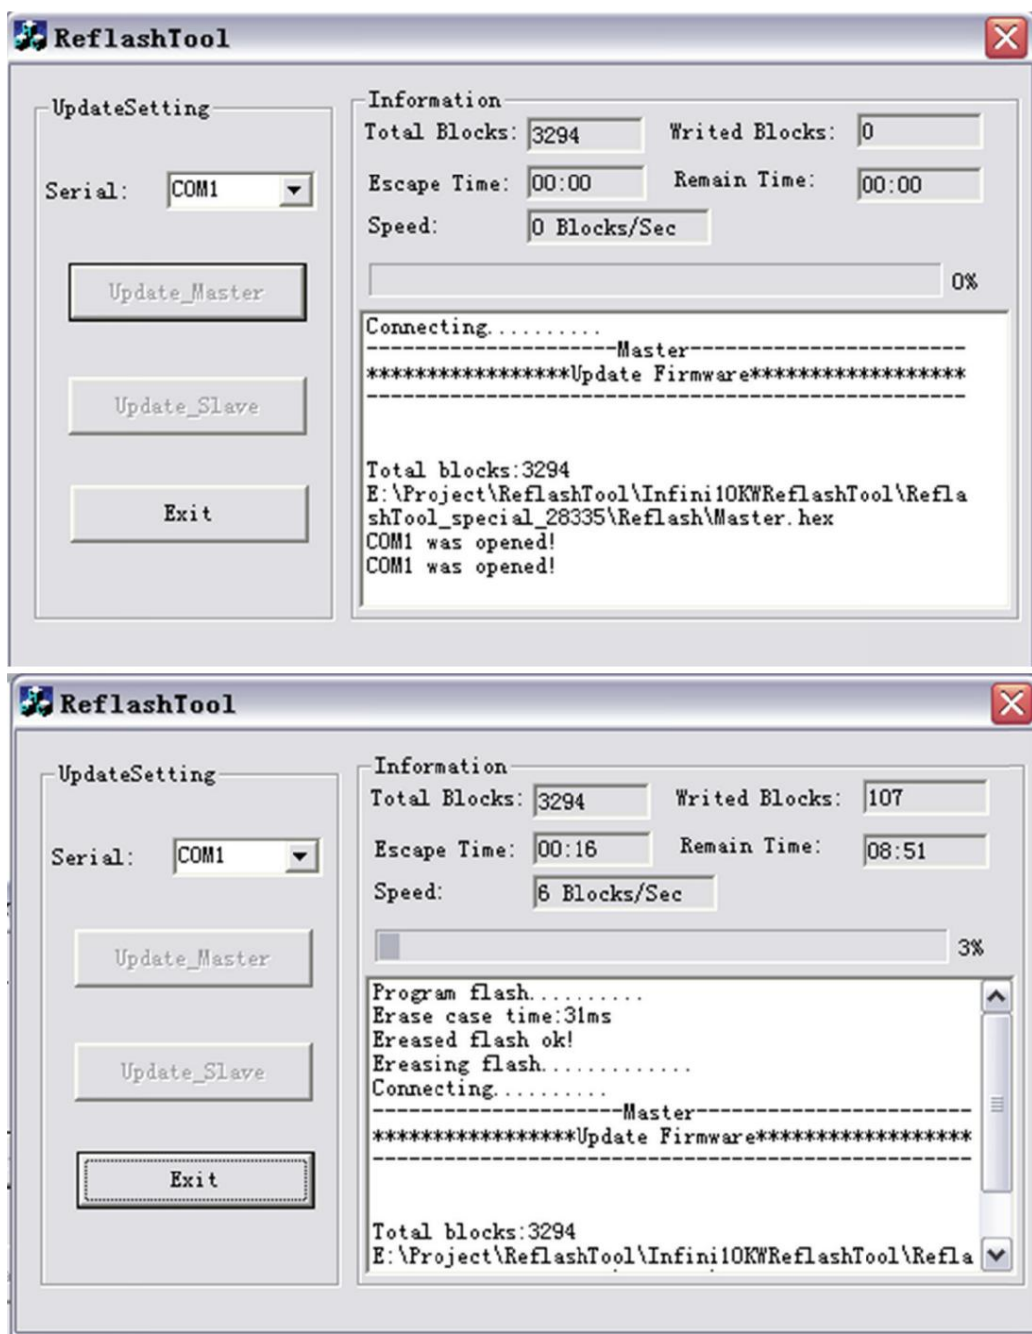 ReflashTool
UpdateSetting
Serial: COM1
Update_Master
Update_Slave
Exit
Information
Total Blocks: 3294 Writed Blocks: 0
Escape Time: 00:00 Remain Time: 00:00
Speed: 0 Blocks/Sec
0%
Connecting..........
---------------------Master-----------------------
*****************Update Firmware******************
--------------------------------------------------
Total blocks:3294
E:\Project\ReflashTool\Infini10KWReflashTool\Refla
shTool_special_28335\Reflash\Master.hex
COM1 was opened!
COM1 was opened!
ReflashTool
UpdateSetting
Serial: COM1
Update_Master
Update_Slave
Exit
Information
Total Blocks: 3294 Writed Blocks: 107
Escape Time: 00:16 Remain Time: 08:51
Speed: 6 Blocks/Sec
3%
Program flash..........
Erase case time:31ms
Ereased flash ok!
Ereasing flash.............
Connecting..........
---------------------Master-----------------------
*****************Update Firmware******************
--------------------------------------------------
Total blocks:3294
E:\Project\ReflashTool\Infini10KWReflashTool\Refla